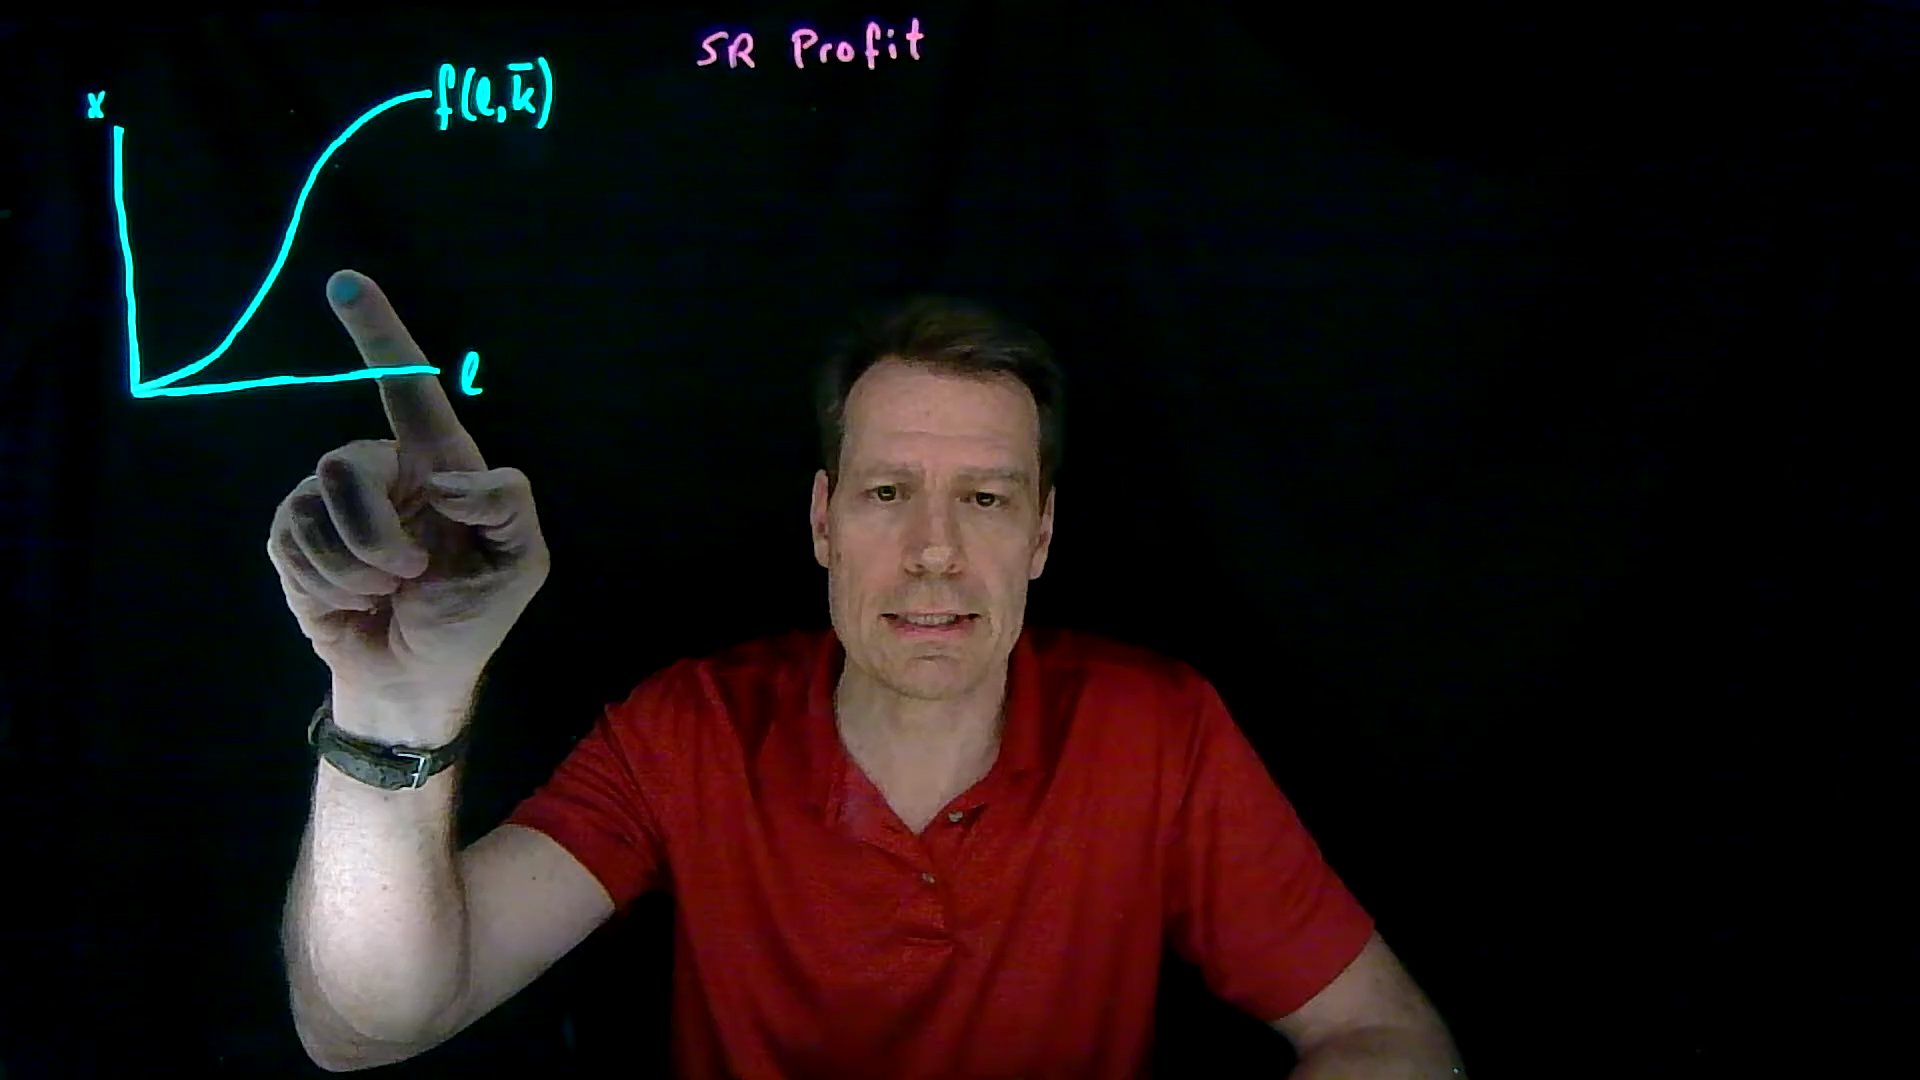 SR Profit
x
f(l, k̄)
l